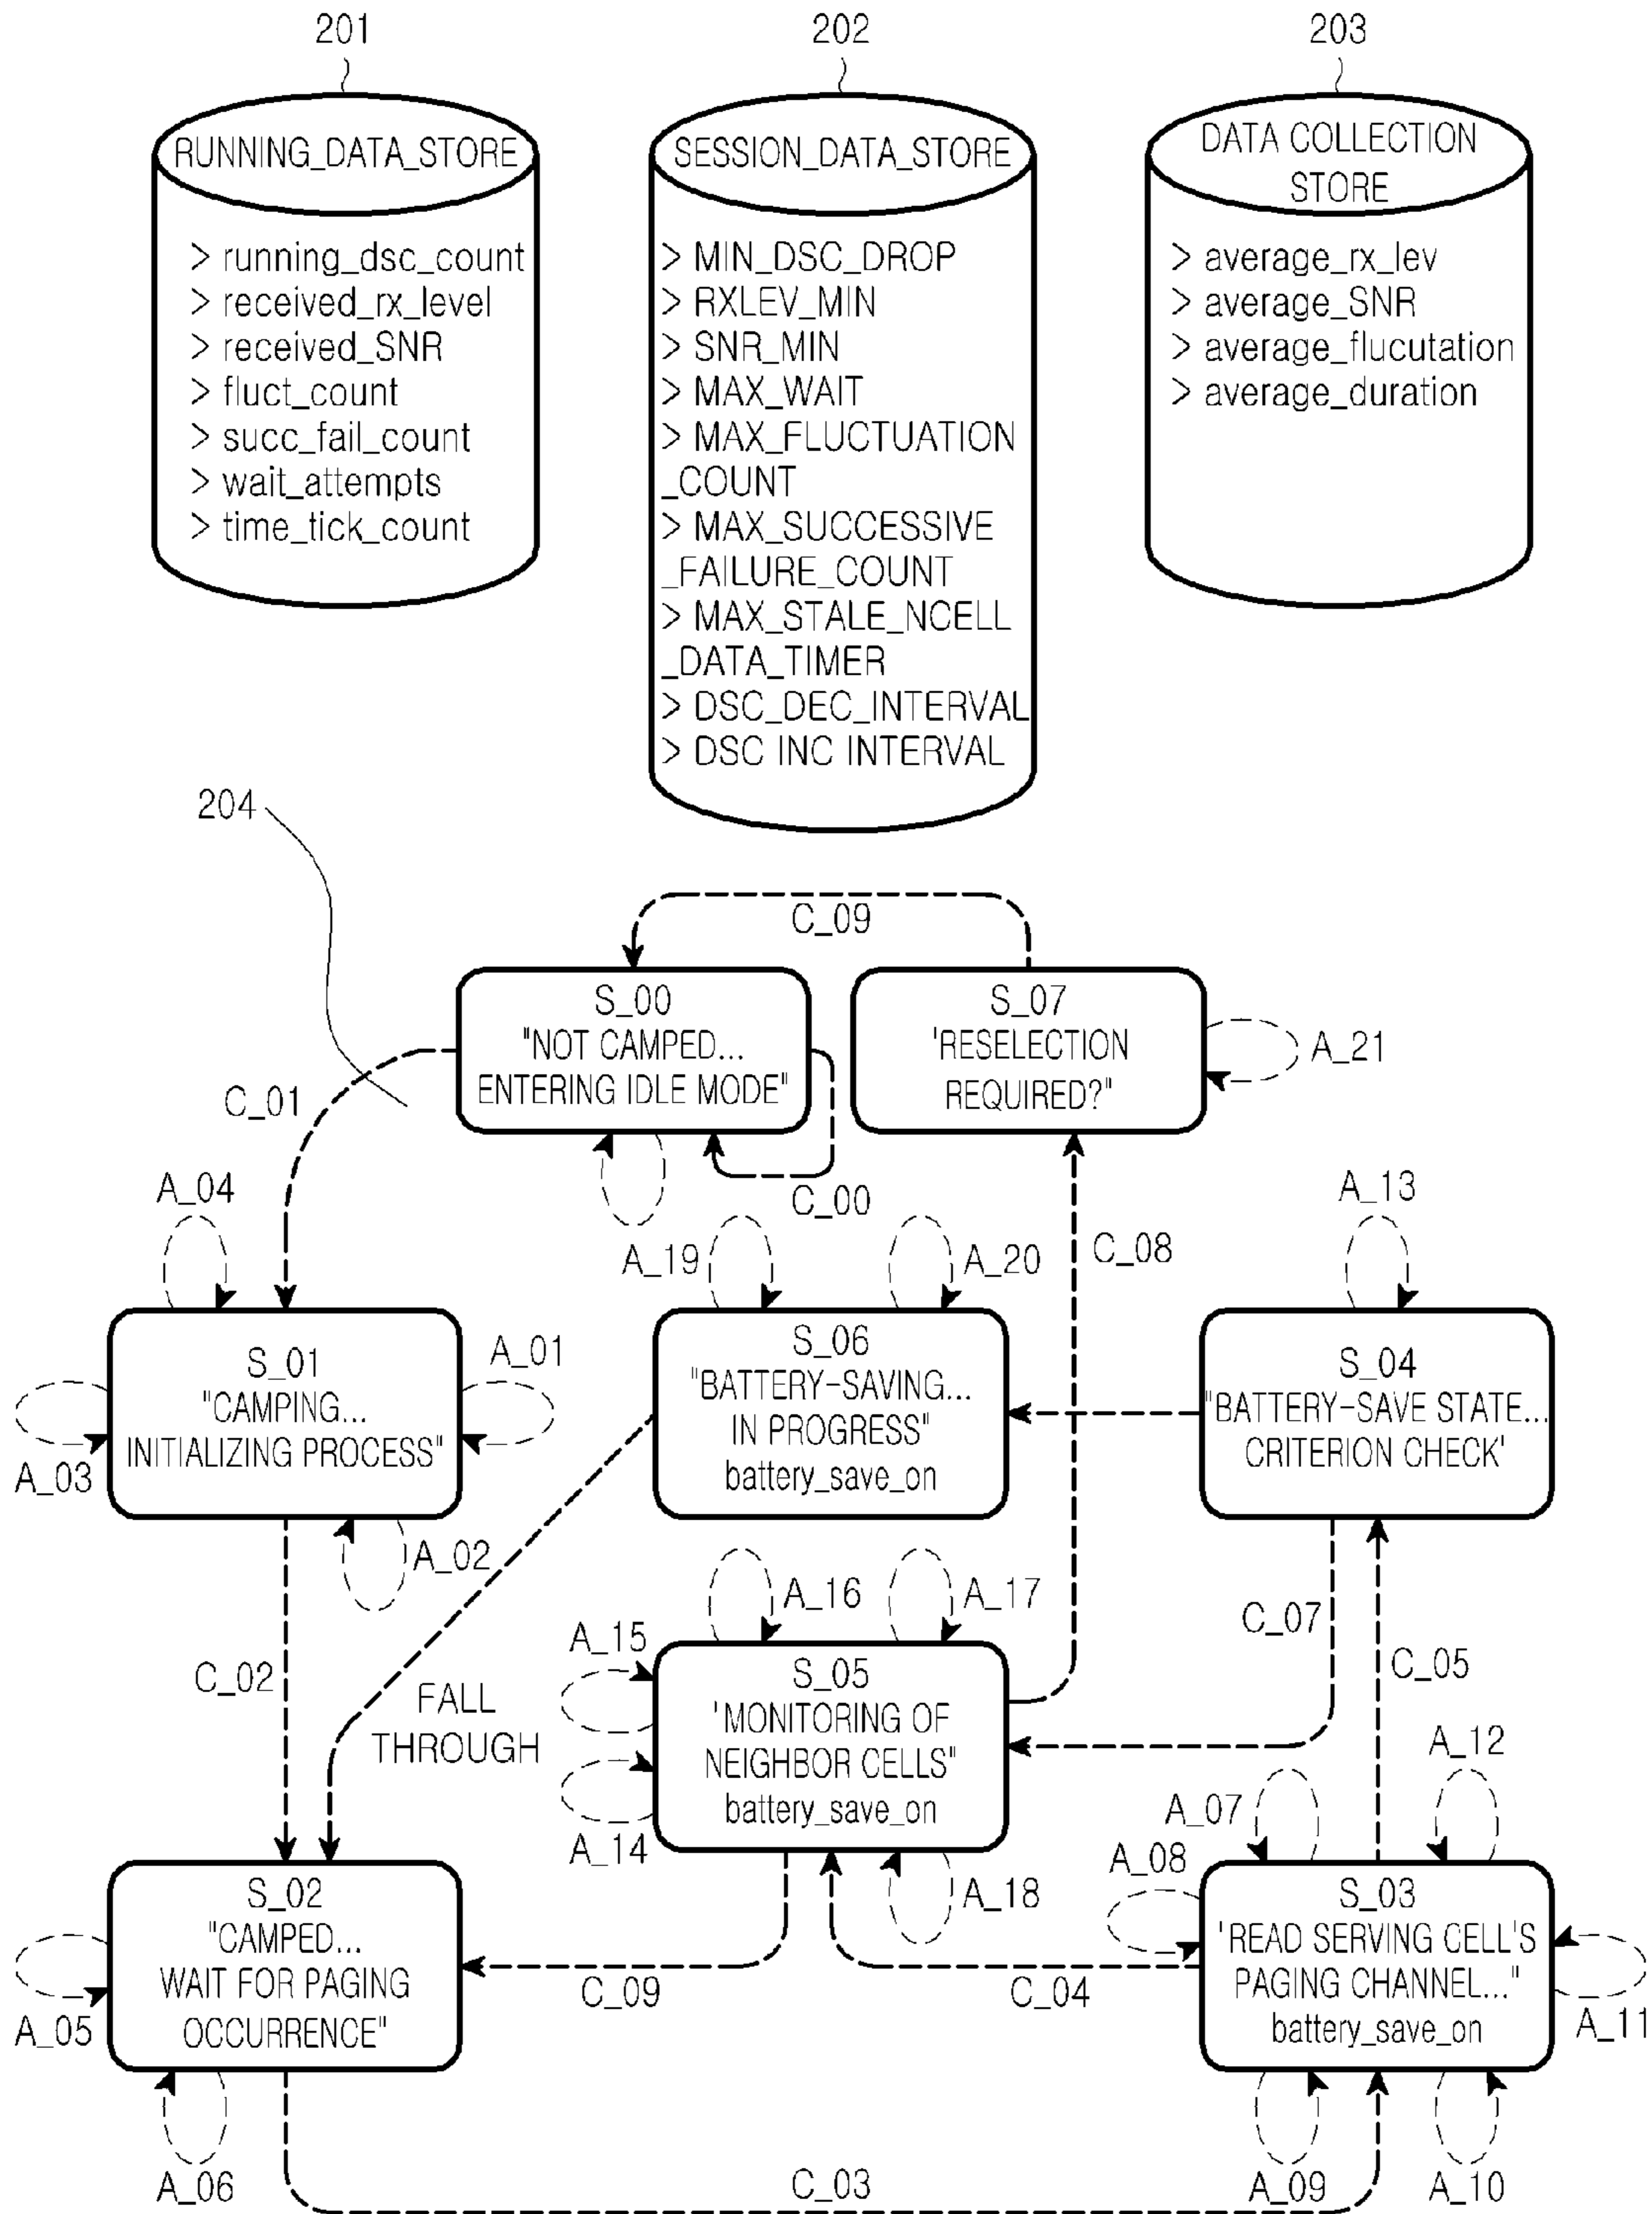 201
202
203
RUNNING_DATA_STORE
> running_dsc_count
> received_rx_level
> received_SNR
> fluct_count
> succ_fail_count
> wait_attempts
> time_tick_count
SESSION_DATA_STORE
> MIN_DSC_DROP
> RXLEV_MIN
> SNR_MIN
> MAX_WAIT
> MAX_FLUCTUATION
_COUNT
> MAX_SUCCESSIVE
_FAILURE_COUNT
> MAX_STALE_NCELL
_DATA_TIMER
> DSC_DEC_INTERVAL
> DSC INC INTERVAL
DATA COLLECTION
STORE
> average_rx_lev
> average_SNR
> average_flucutation
> average_duration
204
C_09
S_00
"NOT CAMPED...
ENTERING IDLE MODE"
S_07
'RESELECTION
REQUIRED?"
A_21
C_01
C_00
A_04
A_19
A_20
C_08
A_13
S_01
"CAMPING...
INITIALIZING PROCESS"
A_01
A_03
A_02
S_06
"BATTERY-SAVING...
IN PROGRESS"
battery_save_on
S_04
"BATTERY-SAVE STATE...
CRITERION CHECK'
C_02
FALL
THROUGH
A_16
A_17
A_15
A_14
S_05
'MONITORING OF
NEIGHBOR CELLS"
battery_save_on
A_18
C_07
C_05
A_12
A_07
A_08
S_02
"CAMPED...
WAIT FOR PAGING
OCCURRENCE"
A_05
A_06
C_09
C_04
S_03
'READ SERVING CELL'S
PAGING CHANNEL..."
battery_save_on
A_11
A_09
A_10
C_03